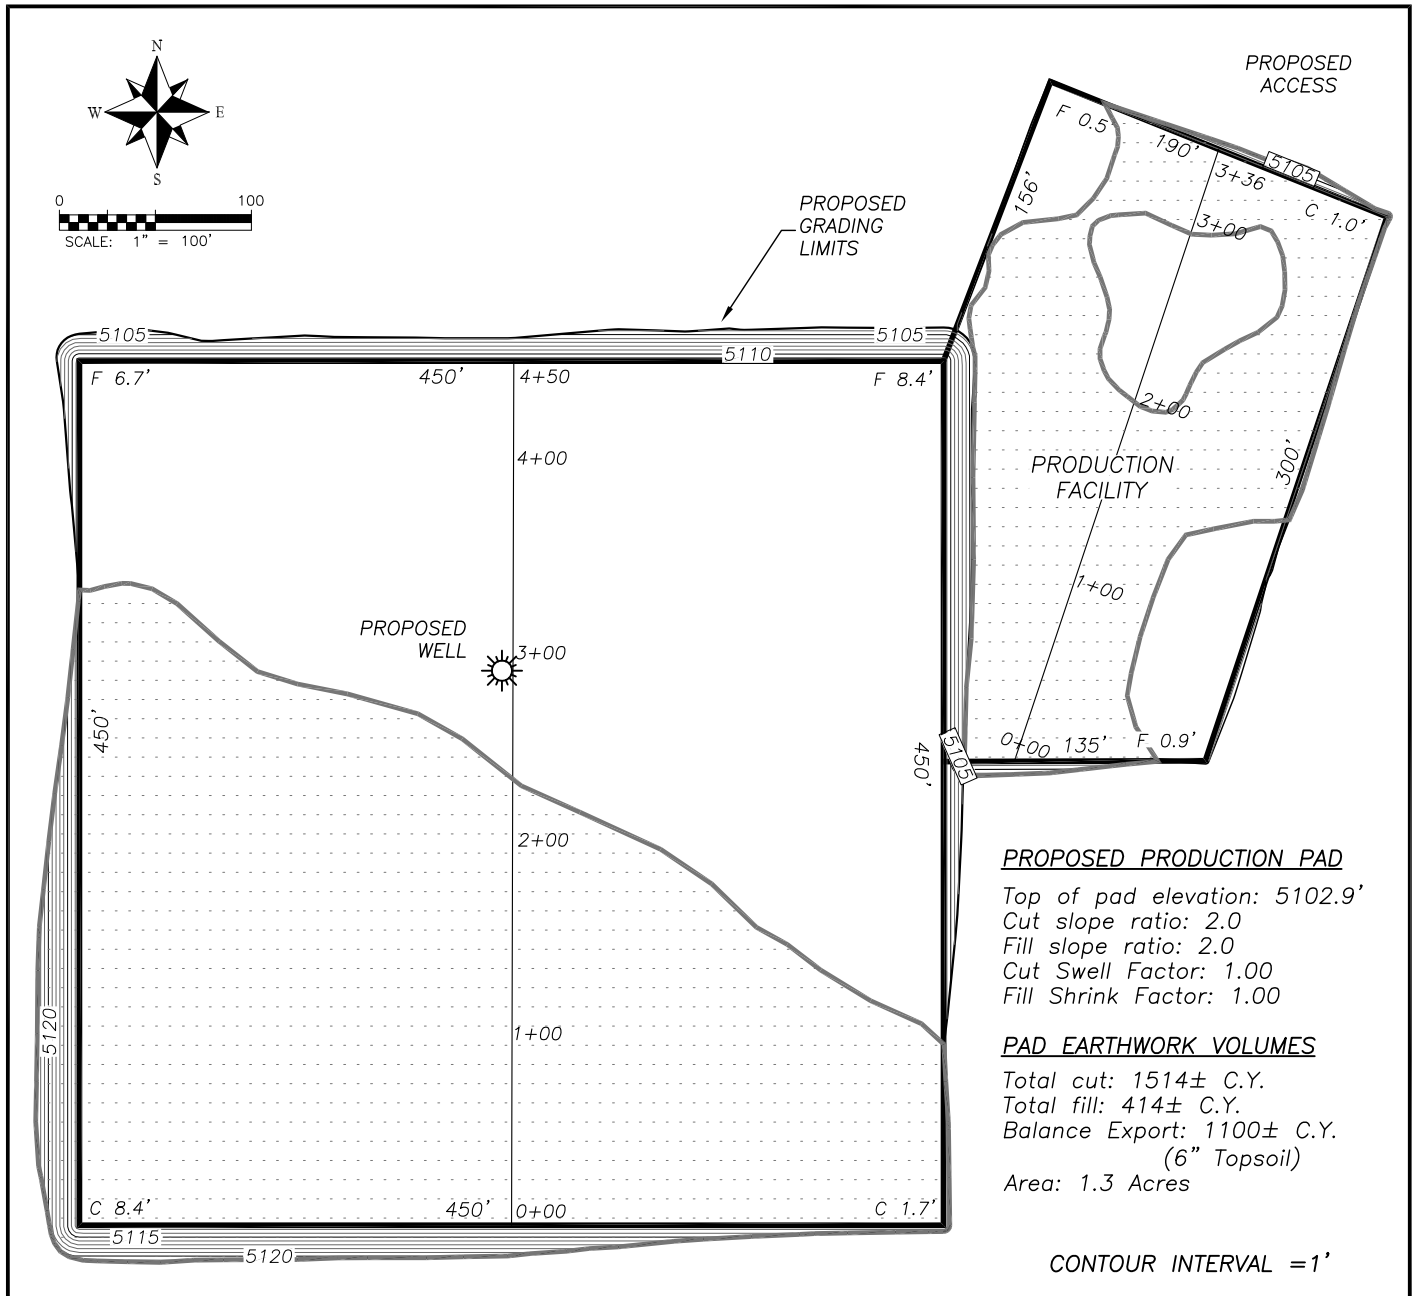 N
W
E
S
0
100
SCALE: 1" = 100'
PROPOSED
ACCESS
F 0.5'
190'
3+36
5105
C 1.0'
156'
3+00
PROPOSED
GRADING
LIMITS
5105
5110
5105
F 6.7'
450'
4+50
F 8.4'
2+00
4+00
300'
PRODUCTION
FACILITY
1+00
PROPOSED
WELL
3+00
450'
450'
5105
0+00
135'
F 0.9'
2+00
PROPOSED PRODUCTION PAD
Top of pad elevation: 5102.9'
Cut slope ratio: 2.0
Fill slope ratio: 2.0
Cut Swell Factor: 1.00
Fill Shrink Factor: 1.00
5120
1+00
PAD EARTHWORK VOLUMES
Total cut: 1514± C.Y.
Total fill: 414± C.Y.
Balance Export: 1100± C.Y.
(6" Topsoil)
Area: 1.3 Acres
C 8.4'
450'
0+00
C 1.7'
5115
5120
CONTOUR INTERVAL =1'